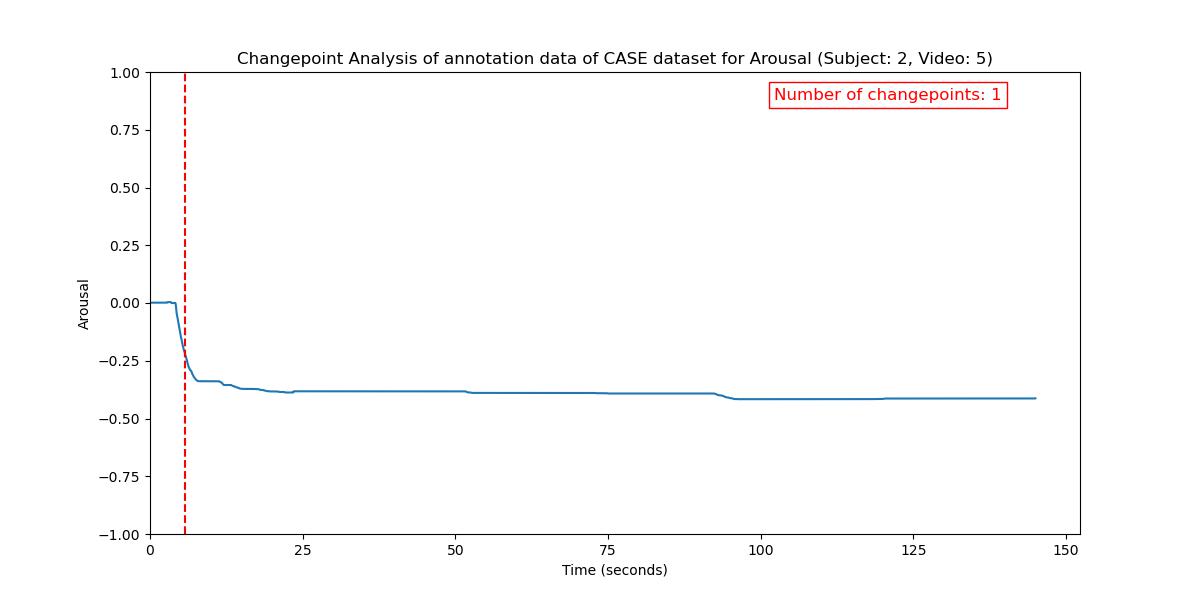 Changepoint Analysis of annotation data of CASE dataset for Arousal (Subject: 2, Video: 5)
Number of changepoints: 1
Arousal
1.00
0.75
0.50
0.25
0.00
−0.25
−0.50
−0.75
−1.00
0 25 50 75 100 125 150
Time (seconds)